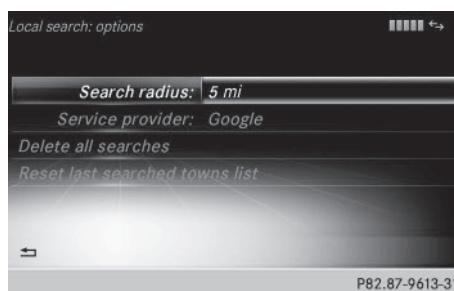 Local search: options
Search radius: 5 mi
Service provider: Google
Delete all searches
Reset last searched towns list
P82.87-9613-31